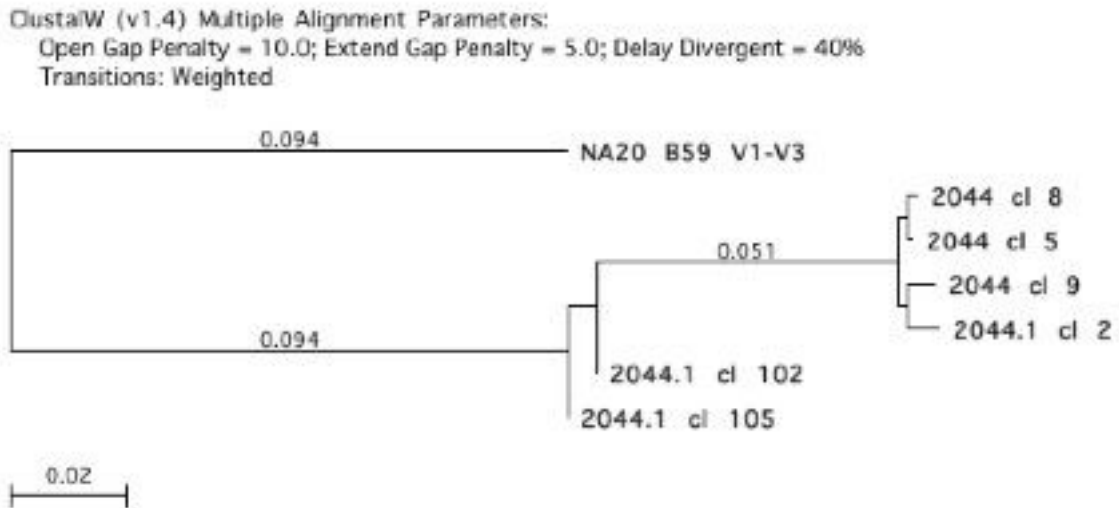 ClustalW (v1.4) Multiple Alignment Parameters:
Open Gap Penalty = 10.0; Extend Gap Penalty = 5.0; Delay Divergent = 40%
Transitions: Weighted
0.094
NA20 B59 V1-V3
2044 cl 8
2044 cl 5
0.051
2044 cl 9
2044.1 cl 2
0.094
2044.1 cl 102
2044.1 cl 105
0.02